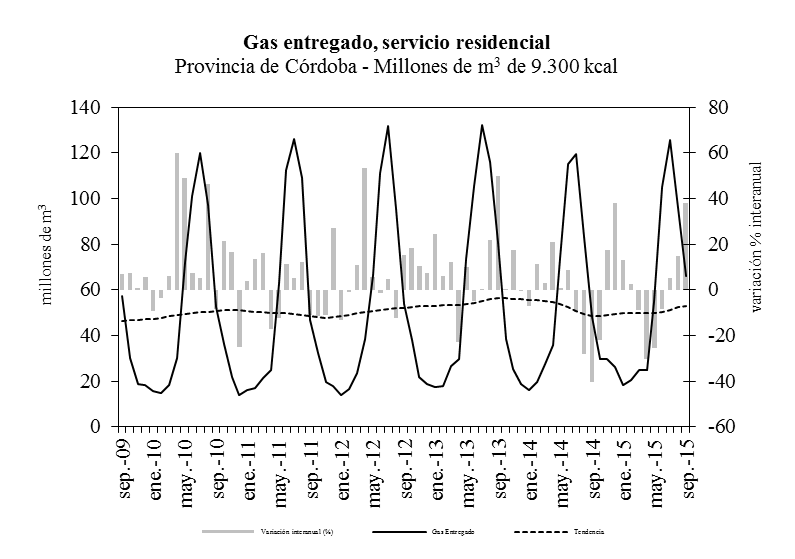 Gas entregado, servicio residencial
Provincia de Córdoba - Millones de m³ de 9.300 kcal
millones de m³
140
120
100
80
60
40
20
0
80
60
40
20
0
-20
-40
-60
variación % interanual
sep.-09
ene.-10
may.-10
sep.-10
ene.-11
may.-11
sep.-11
ene.-12
may.-12
sep.-12
ene.-13
may.-13
sep.-13
ene.-14
may.-14
sep.-14
ene.-15
may.-15
sep.-15
Variación interanual (%)
Gas Entregado
Tendencia